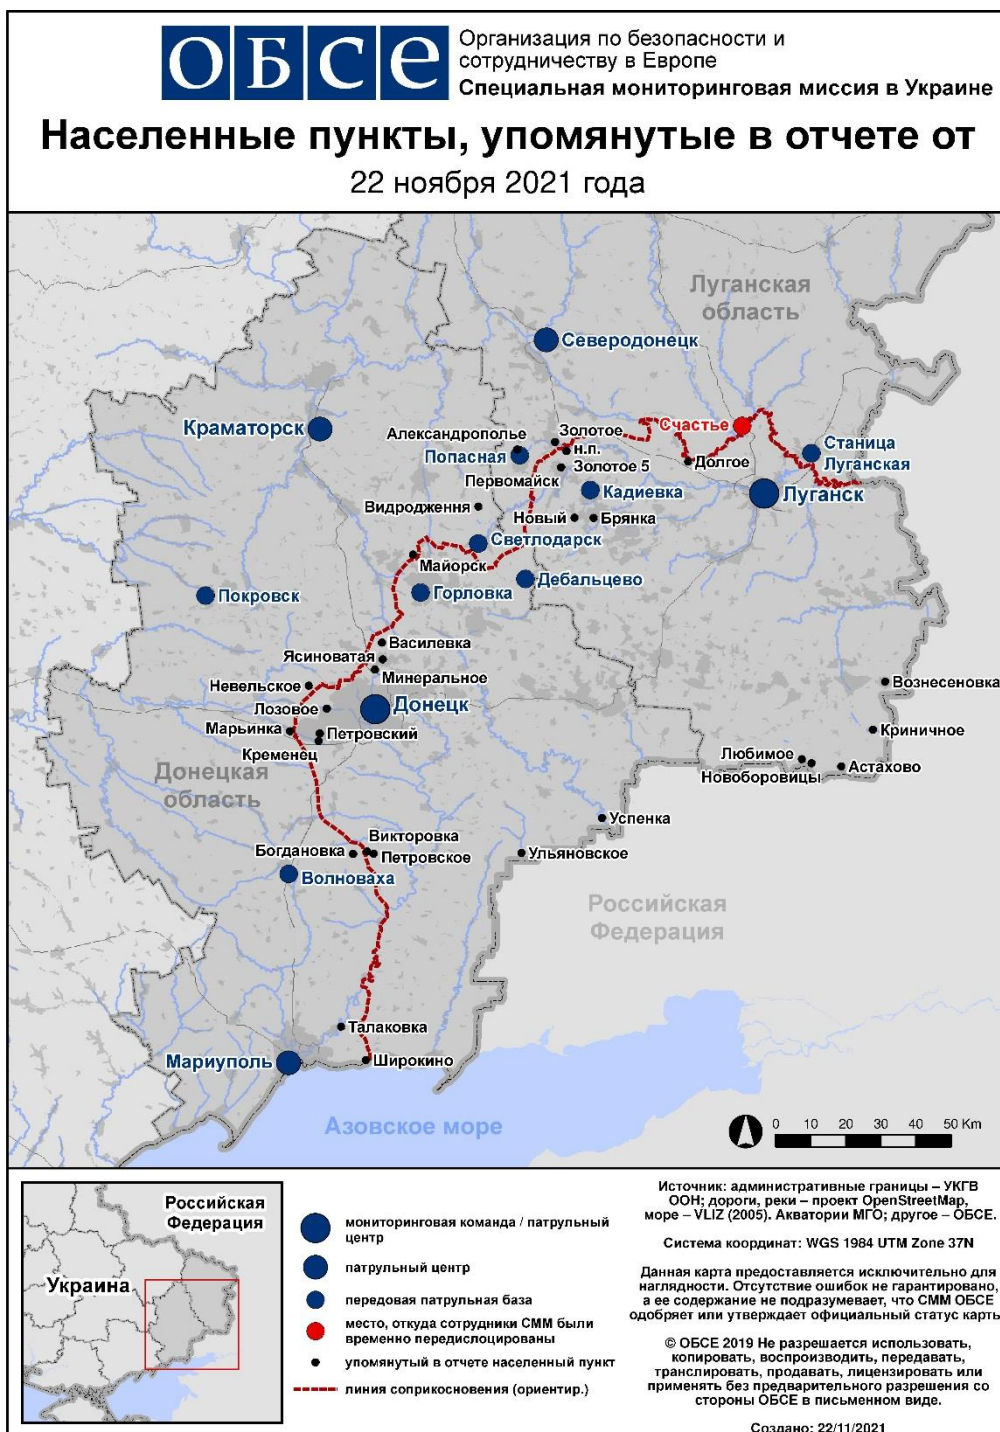 ОБСЕ
Организация по безопасности и
сотрудничеству в Европе
Специальная мониторинговая миссия в Украине
Населенные пункты, упомянутые в отчете от
22 ноября 2021 года
Луганская
область
Северодонецк
Краматорск
Счастье
Золотое
Александрополье
н.п.
Станица
Луганская
Попасная
Золотое 5
Долгое
Первомайск
Кадиевка
Луганск
Видродження
Новый
Брянка
Светлодарск
Майорск
Дебальцево
Горловка
Покровск
Василевка
Ясиноватая
Минеральное
Невельское
Вознесеновка
Лозовое
Донецк
Марьинка
Петровский
Криничное
Кременец
Любимое
Донецкая
область
Новоборовицы
Астахово
Успенка
Викторовка
Богдановка
Петровское
Ульяновское
Волноваха
Российская
Федерация
Талаковка
Мариуполь
Широкино
Азовское море
0 10 20 30 40 50 Km
Российская
Федерация
Украина
мониторинговая команда / патрульный
центр
патрульный центр
передовая патрульная база
место, откуда сотрудники СММ были
временно передислоцированы
упомянутый в отчете населенный пункт
линия соприкосновения (ориентир.)
Источник: административные границы – УКГВ
ООН; дороги, реки – проект OpenStreetMap,
море – VLIZ (2005). Акватории МГО; другое – ОБСЕ.
Система координат: WGS 1984 UTM Zone 37N
Данная карта предоставляется исключительно для
наглядности. Отсутствие ошибок не гарантировано,
а ее содержание не подразумевает, что СММ ОБСЕ
одобряет или утверждает официальный статус карты.
© ОБСЕ 2019 Не разрешается использовать,
копировать, воспроизводить, передавать,
транслировать, продавать, лицензировать или
применять без предварительного разрешения со
стороны ОБСЕ в письменном виде.
Создано: 22/11/2021